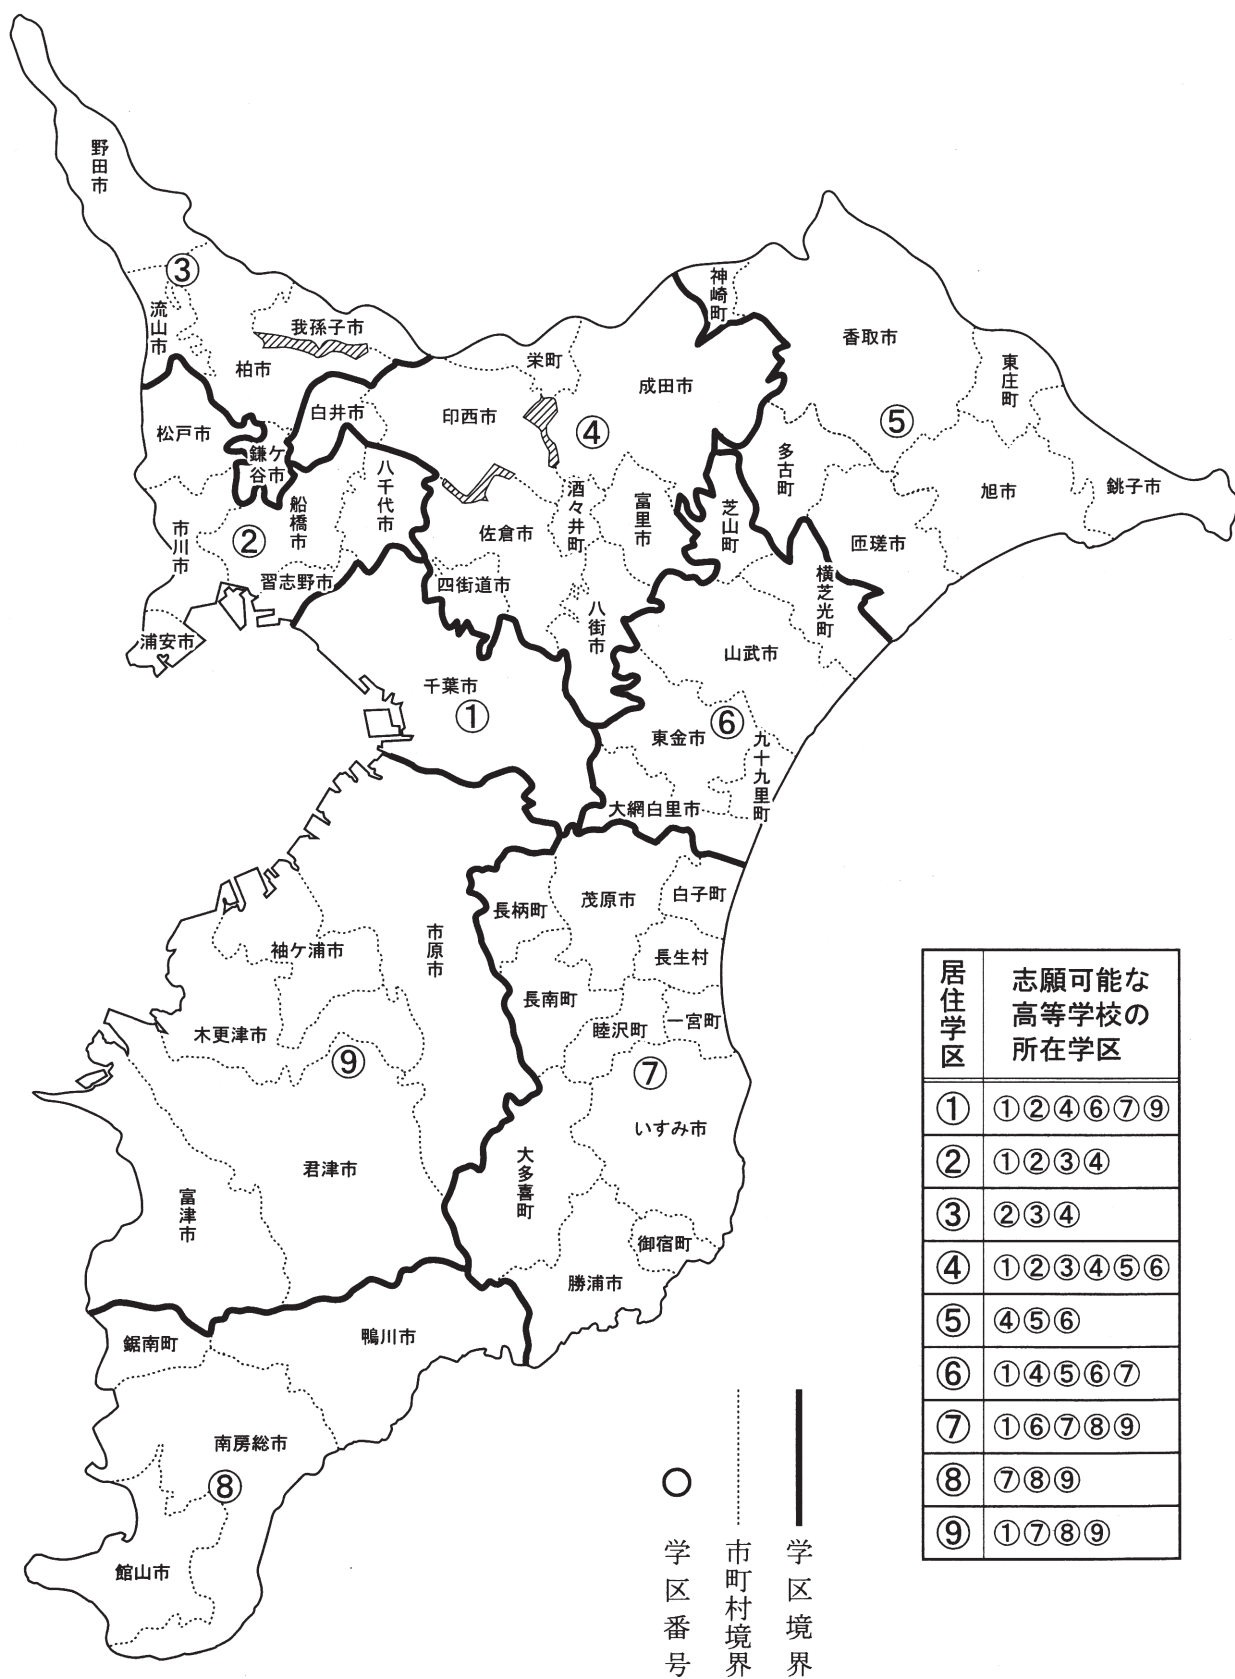 野田市
③
流山市
我孫子市
柏市
松戸市
鎌ケ
谷市
白井市
印西市
栄町
成田市
④
神崎町
香取市
東庄町
⑤
多古町
旭市
銚子市
匝瑳市
船橋市
八千代市
市川市
②
習志野市
浦安市
佐倉市
酒々井町
富里市
四街道市
八街市
芝山町
横芝光町
山武市
千葉市
①
東金市
⑥
九十九里町
大網白里市
長柄町
茂原市
白子町
市原市
袖ケ浦市
長生村
長南町
木更津市
睦沢町
一宮町
⑨
⑦
いすみ市
君津市
大多喜町
富津市
御宿町
勝浦市
鋸南町
鴨川市
南房総市
⑧
館山市
居住学区
志願可能な
高等学校の
所在学区
① ①②④⑥⑦⑨
② ①②③④
③ ②③④
④ ①②③④⑤⑥
⑤ ④⑤⑥
⑥ ①④⑤⑥⑦
⑦ ①⑥⑦⑧⑨
⑧ ⑦⑧⑨
⑨ ①⑦⑧⑨
学区境界
市町村境界
学区番号